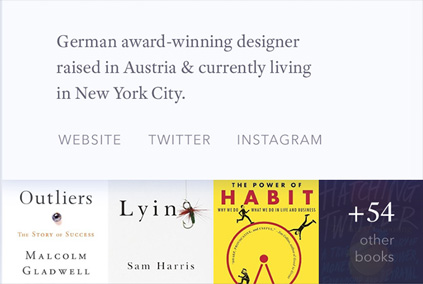 German award-winning designer
raised in Austria & currently living
in New York City.
WEBSITE TWITTER INSTAGRAM
Outliers
THE STORY OF SUCCESS
MALCOLM
GLADWELL
Lying
Sam Harris
THE POWER OF
HABIT
WHY WE DO WHAT WE DO IN LIFE AND BUSINESS
HATCHING
+54
other
books